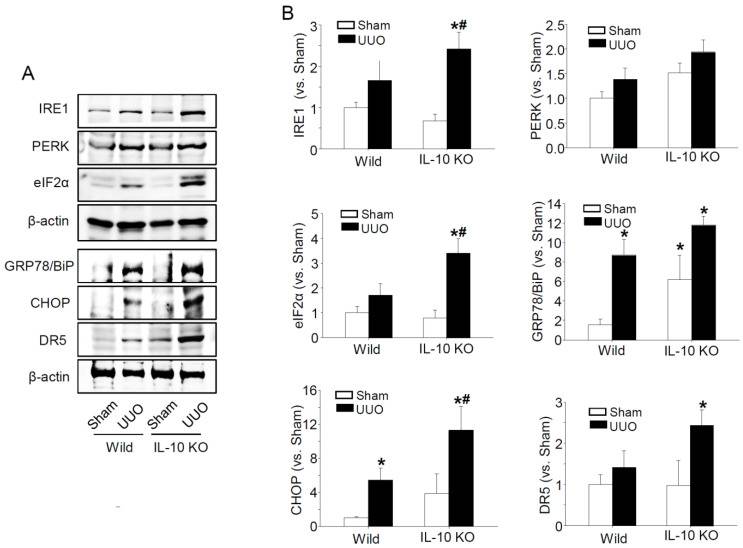 A
IRE1
PERK
eIF2α
β-actin
GRP78/BiP
CHOP
DR5
β-actin
Sham
UUO
Sham
UUO
Wild
IL-10 KO
B
IRE1 (vs. Sham)
3
2
1
0
Sham
UUO
*#
Wild
IL-10 KO
PERK (vs. Sham)
2.5
2.0
1.5
1.0
0.5
0.0
Sham
UUO
Wild
IL-10 KO
eIF2α (vs. Sham)
5
4
3
2
1
0
Sham
UUO
*#
Wild
IL-10 KO
GRP78/BiP (vs. Sham)
14
12
10
8
6
4
2
0
Sham
UUO
*
*
*
Wild
IL-10 KO
CHOP (vs. Sham)
16
12
8
4
0
Sham
UUO
*
*#
Wild
IL-10 KO
DR5 (vs. Sham)
3
2
1
0
Sham
UUO
*
Wild
IL-10 KO